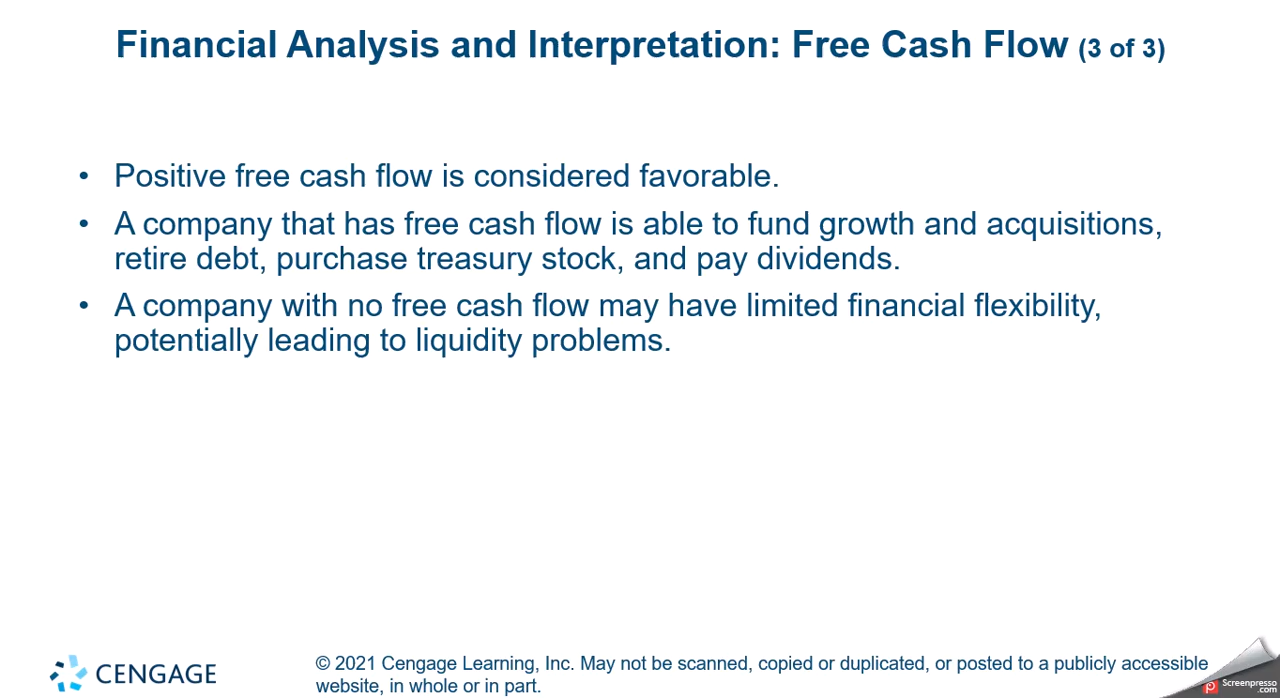 Financial Analysis and Interpretation: Free Cash Flow (3 of 3)
• Positive free cash flow is considered favorable.
• A company that has free cash flow is able to fund growth and acquisitions,
retire debt, purchase treasury stock, and pay dividends.
• A company with no free cash flow may have limited financial flexibility,
potentially leading to liquidity problems.
CENGAGE
© 2021 Cengage Learning, Inc. May not be scanned, copied or duplicated, or posted to a publicly accessible
website, in whole or in part.
Screenpresso
.com